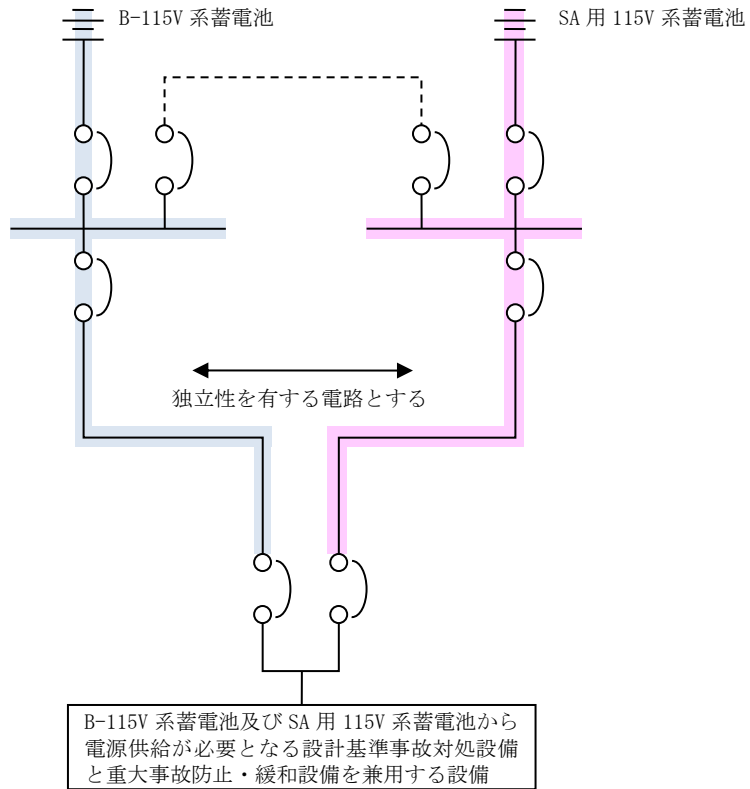 B-115V 系蓄電池
SA 用 115V 系蓄電池
独立性を有する電路とする
B-115V 系蓄電池及び SA 用 115V 系蓄電池から
電源供給が必要となる設計基準事故対処設備
と重大事故防止・緩和設備を兼用する設備